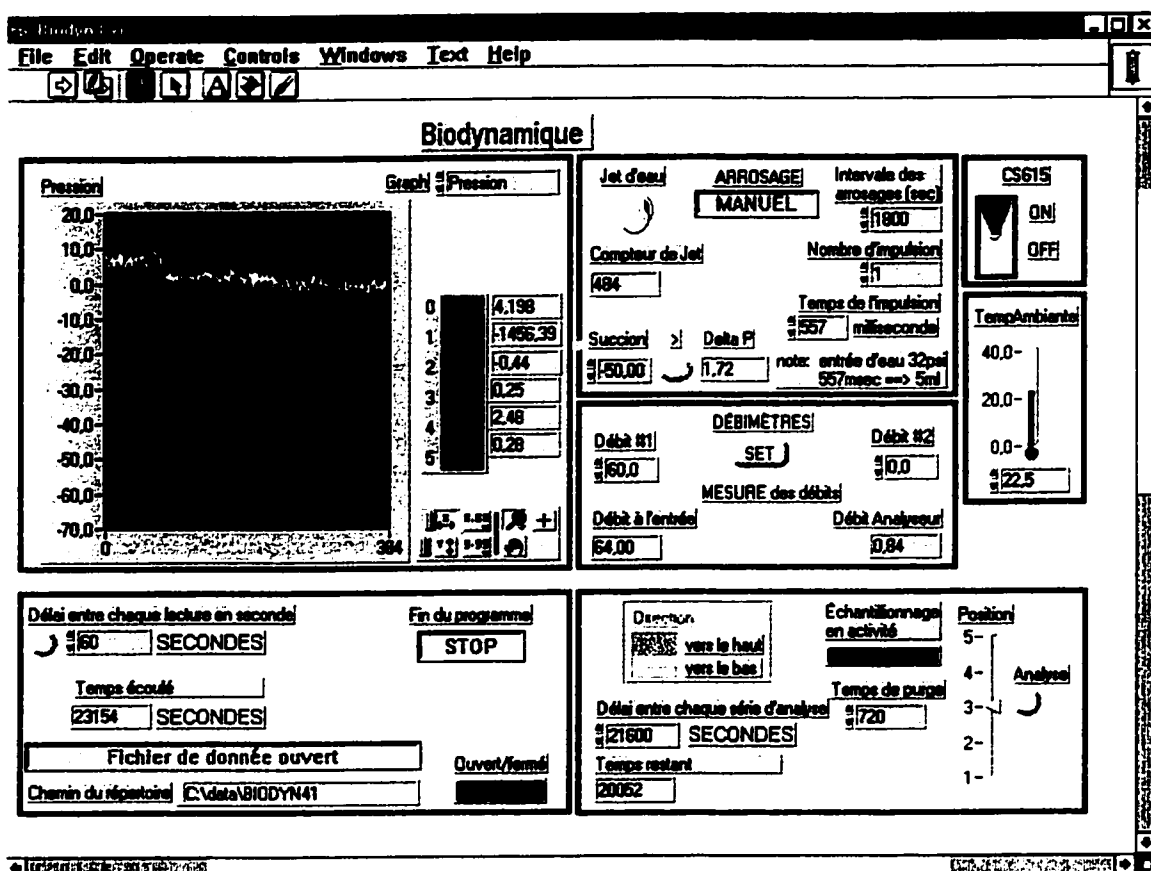 File Edit Operate Controls Windows Text Help
Biodynamique
Pression
Graph Pression
20,0
10,0
0,0
-10,0
-20,0
-30,0
-40,0
-50,0
-60,0
-70,0
0 384
0 4,198
1 -1456,39
2 -0,44
3 0,25
4 2,48
5 0,28
Jet d'eau
ARROSAGE
MANUEL
Intervale des
arrosages (sec)
1800
Compteur de Jet
484
Nombre d'impulsion
1
Temps de l'impulsion
557 milliseconde
Succion > Delta P
-50,00 1,72
note: entrée d'eau 32psi
557msec ==> 5ml
CS615
ON
OFF
TempAmbiante
40,0
20,0
0,0
22,5
DÉBIMÈTRES
Débit #1
60,0
SET
Débit #2
0,0
MESURE des débits
Débit à l'entrée
64,00
Débit Analyseur
0,84
Délai entre chaque lecture en seconde
60 SECONDES
Fin du programme
STOP
Temps écoulé
23154 SECONDES
Fichier de donnée ouvert
Ouvert/fermé
Chemin du répertoire C:\data\BIODYN41
Direction
vers le haut
vers le bas
Échantillonnage
en activité
Position
5
4
3
2
1
Analyse
Temps de purge
720
Délai entre chaque série d'analyse
21600 SECONDES
Temps restant
20052